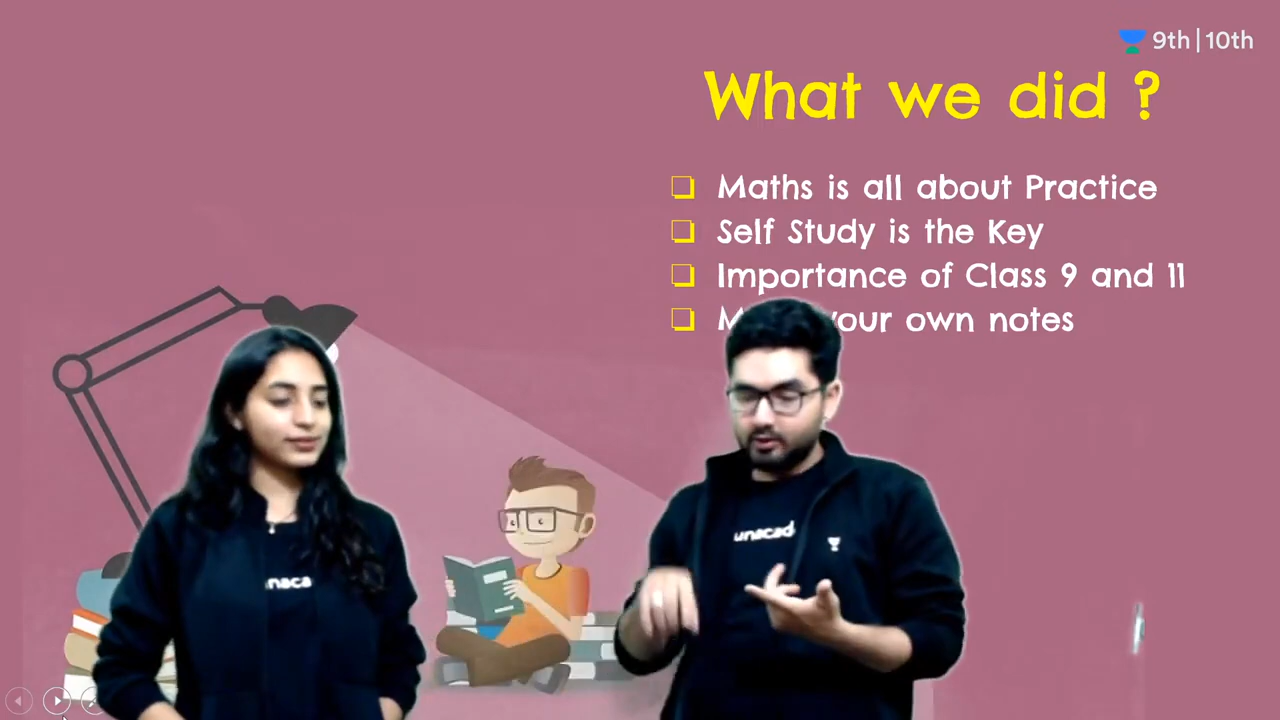 9th|10th
What we did ?
Maths is all about Practice
Self Study is the Key
Importance of Class 9 and 11
your own notes
unacad
naca